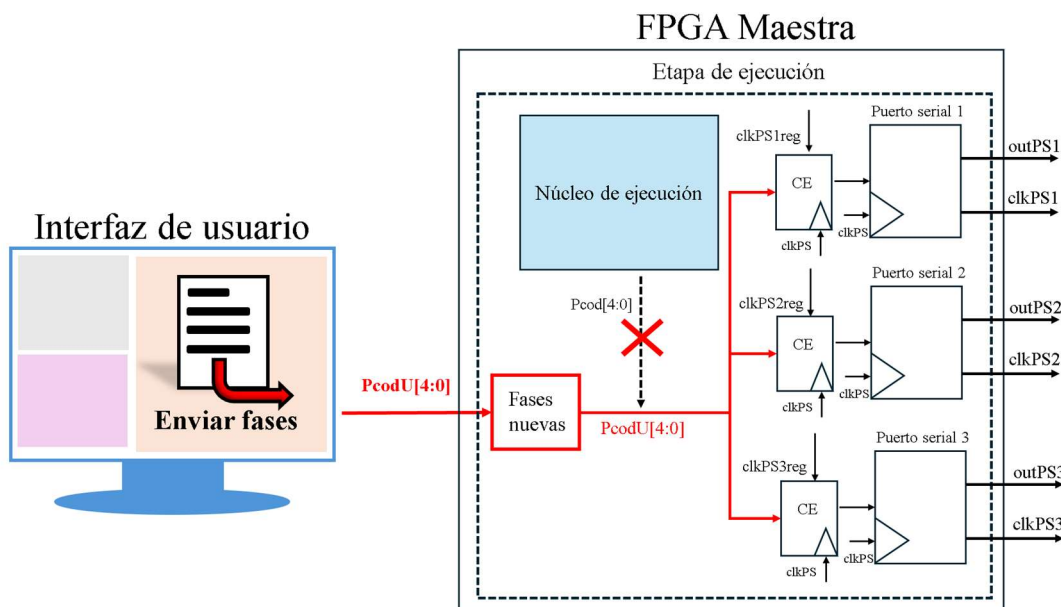 FPGA Maestra
Etapa de ejecución
Interfaz de usuario
Enviar fases
PcodU[4:0]
Fases
nuevas
PcodU[4:0]
Núcleo de ejecución
Pcod[4:0]
clkPS1reg
CE
clkPS
Puerto serial 1
clkPS
outPS1
clkPS1
clkPS2reg
CE
clkPS
Puerto serial 2
clkPS
outPS2
clkPS2
clkPS3reg
CE
clkPS
Puerto serial 3
clkPS
outPS3
clkPS3